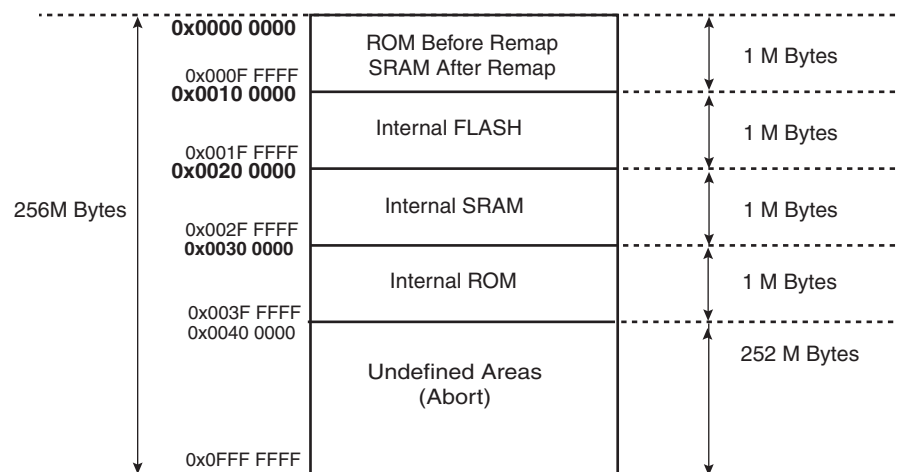 0x0000 0000
ROM Before Remap
SRAM After Remap
1 M Bytes
0x000F FFFF
0x0010 0000
Internal FLASH
1 M Bytes
0x001F FFFF
0x0020 0000
256M Bytes
Internal SRAM
1 M Bytes
0x002F FFFF
0x0030 0000
Internal ROM
1 M Bytes
0x003F FFFF
0x0040 0000
252 M Bytes
Undefined Areas
(Abort)
0x0FFF FFFF